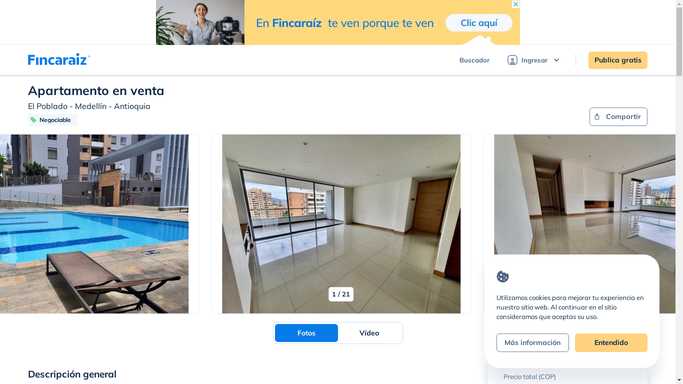 En Fincaraíz te ven porque te ven
Clic aquí
Fincaraiz
Buscador
Ingresar
Publica gratis
Apartamento en venta
El Poblado - Medellín - Antioquia
Negociable
Compartir
1 / 21
Fotos
Vídeo
Utilizamos cookies para mejorar tu experiencia en
nuestro sitio web. Al continuar en el sitio
consideramos que aceptas su uso.
Más información
Entendido
Descripción general
Precio total (COP)